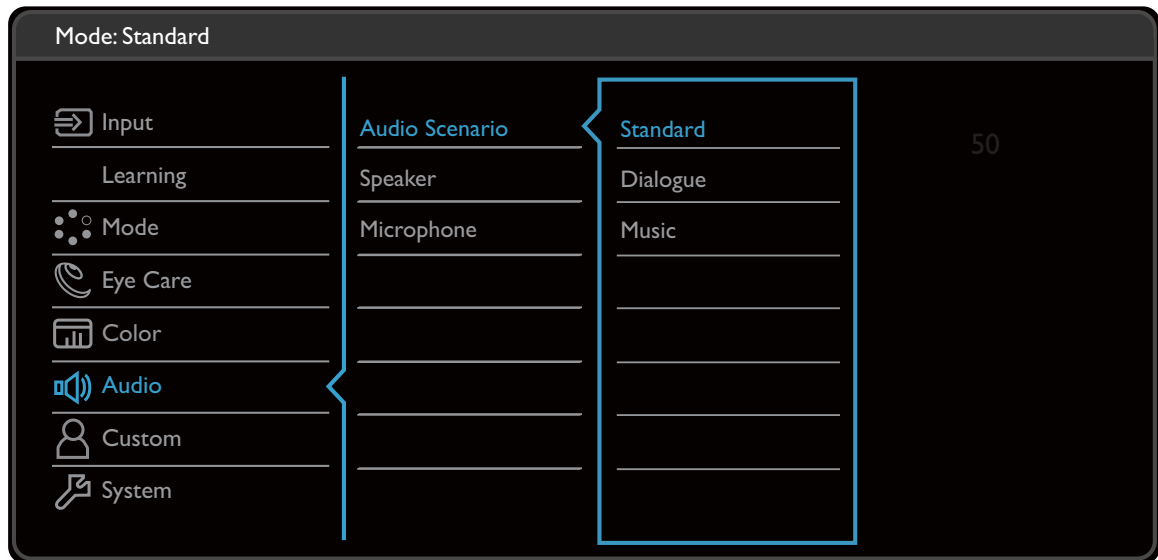 Mode: Standard
Input
Learning
Mode
Eye Care
Color
Audio
Custom
System
Audio Scenario
Speaker
Microphone
Standard
Dialogue
Music
50